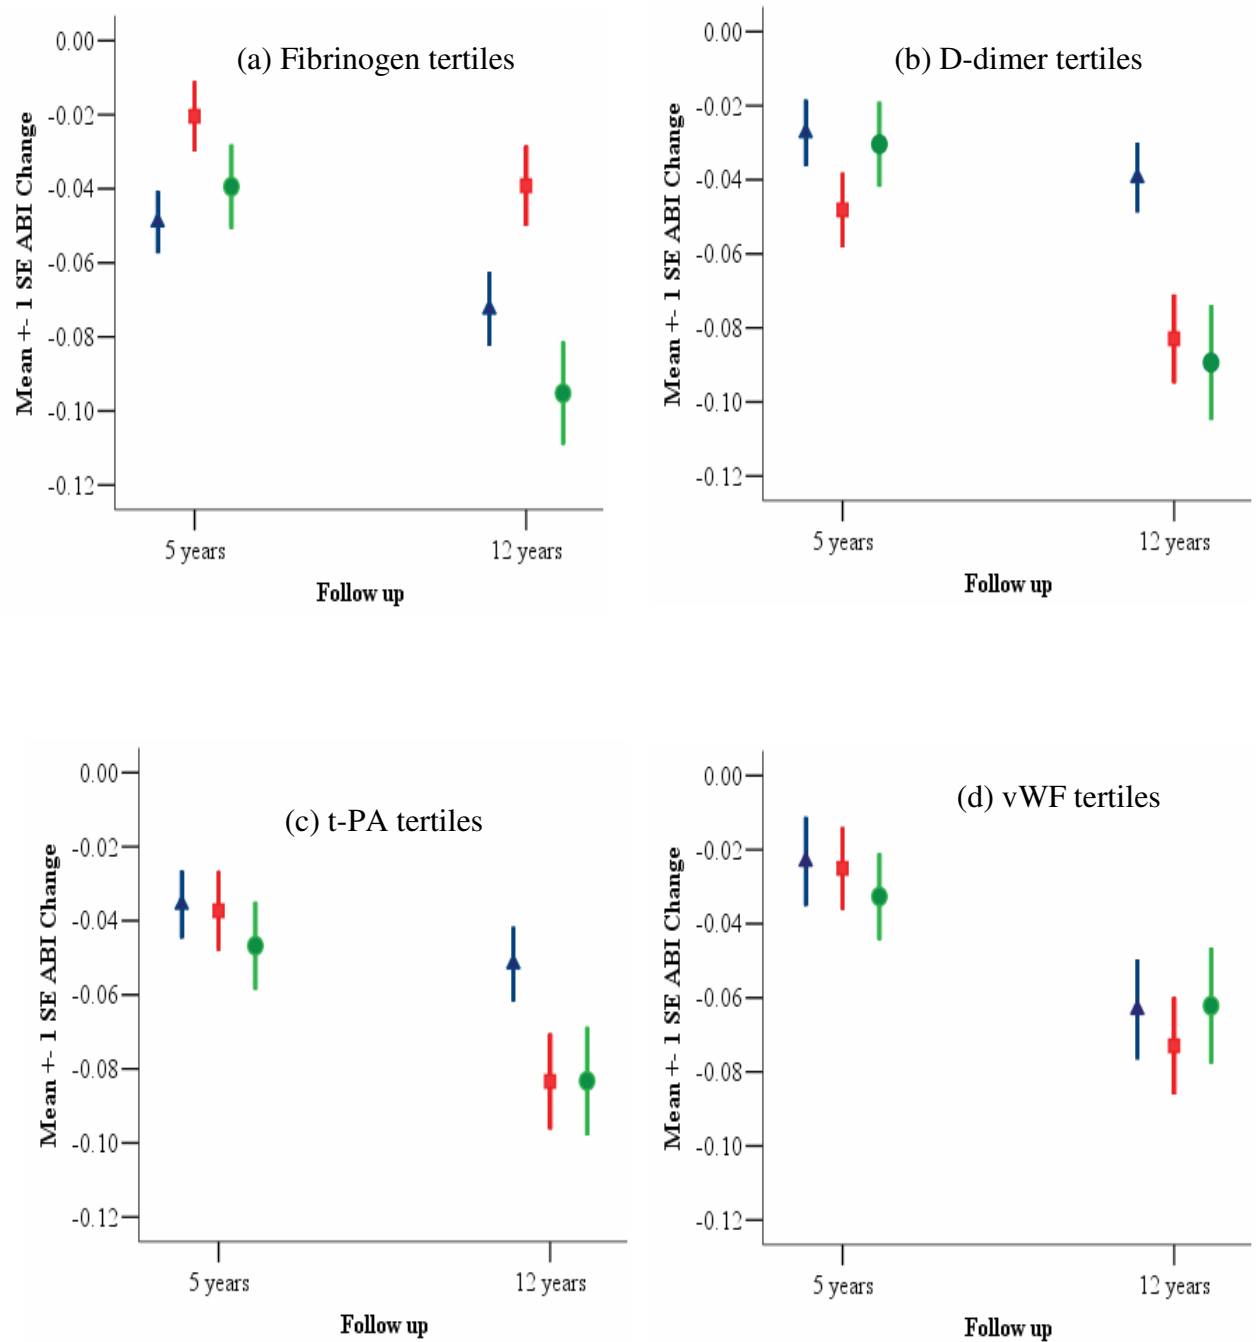 (a) Fibrinogen tertiles
Mean +- 1 SE ABI Change
0.00
-0.02
-0.04
-0.06
-0.08
-0.10
-0.12
5 years
12 years
Follow up
(b) D-dimer tertiles
Mean +- 1 SE ABI Change
0.00
-0.02
-0.04
-0.06
-0.08
-0.10
-0.12
5 years
12 years
Follow up
(c) t-PA tertiles
Mean +- 1 SE ABI Change
0.00
-0.02
-0.04
-0.06
-0.08
-0.10
-0.12
5 years
12 years
Follow up
(d) vWF tertiles
Mean +- 1 SE ABI Change
0.00
-0.02
-0.04
-0.06
-0.08
-0.10
-0.12
5 years
12 years
Follow up